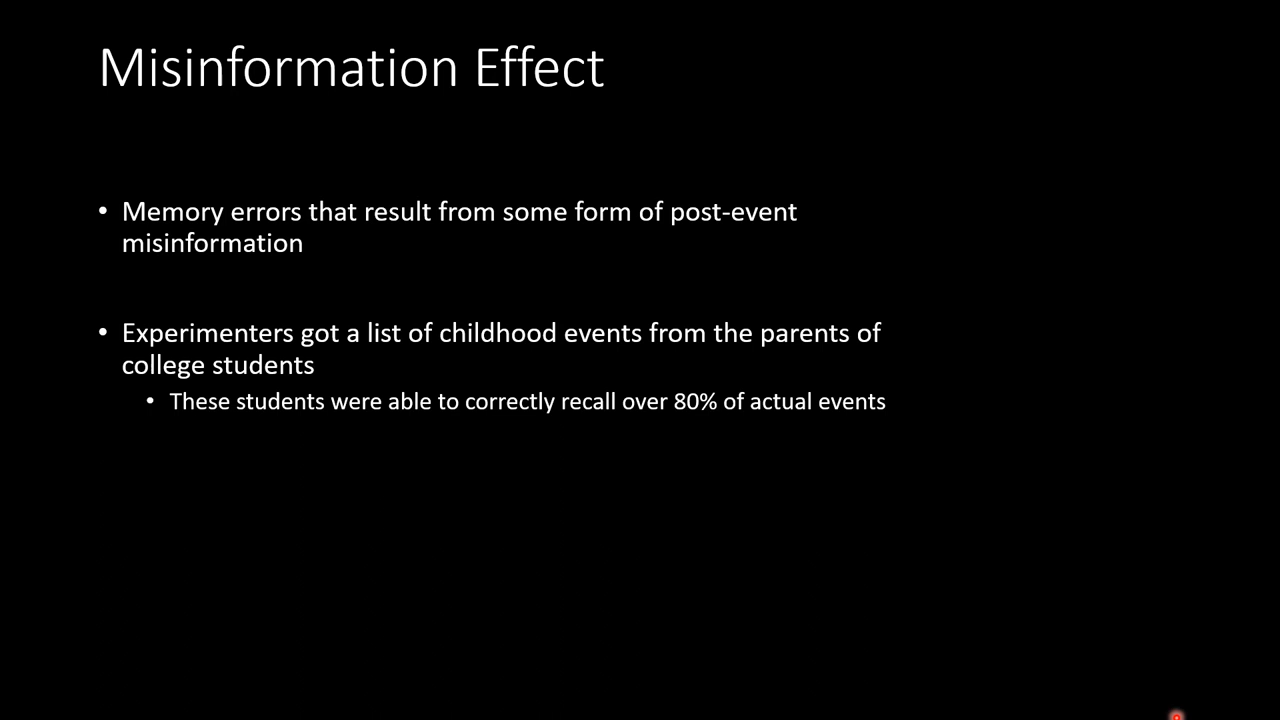 Misinformation Effect
• Memory errors that result from some form of post-event
misinformation
• Experimenters got a list of childhood events from the parents of
college students
• These students were able to correctly recall over 80% of actual events